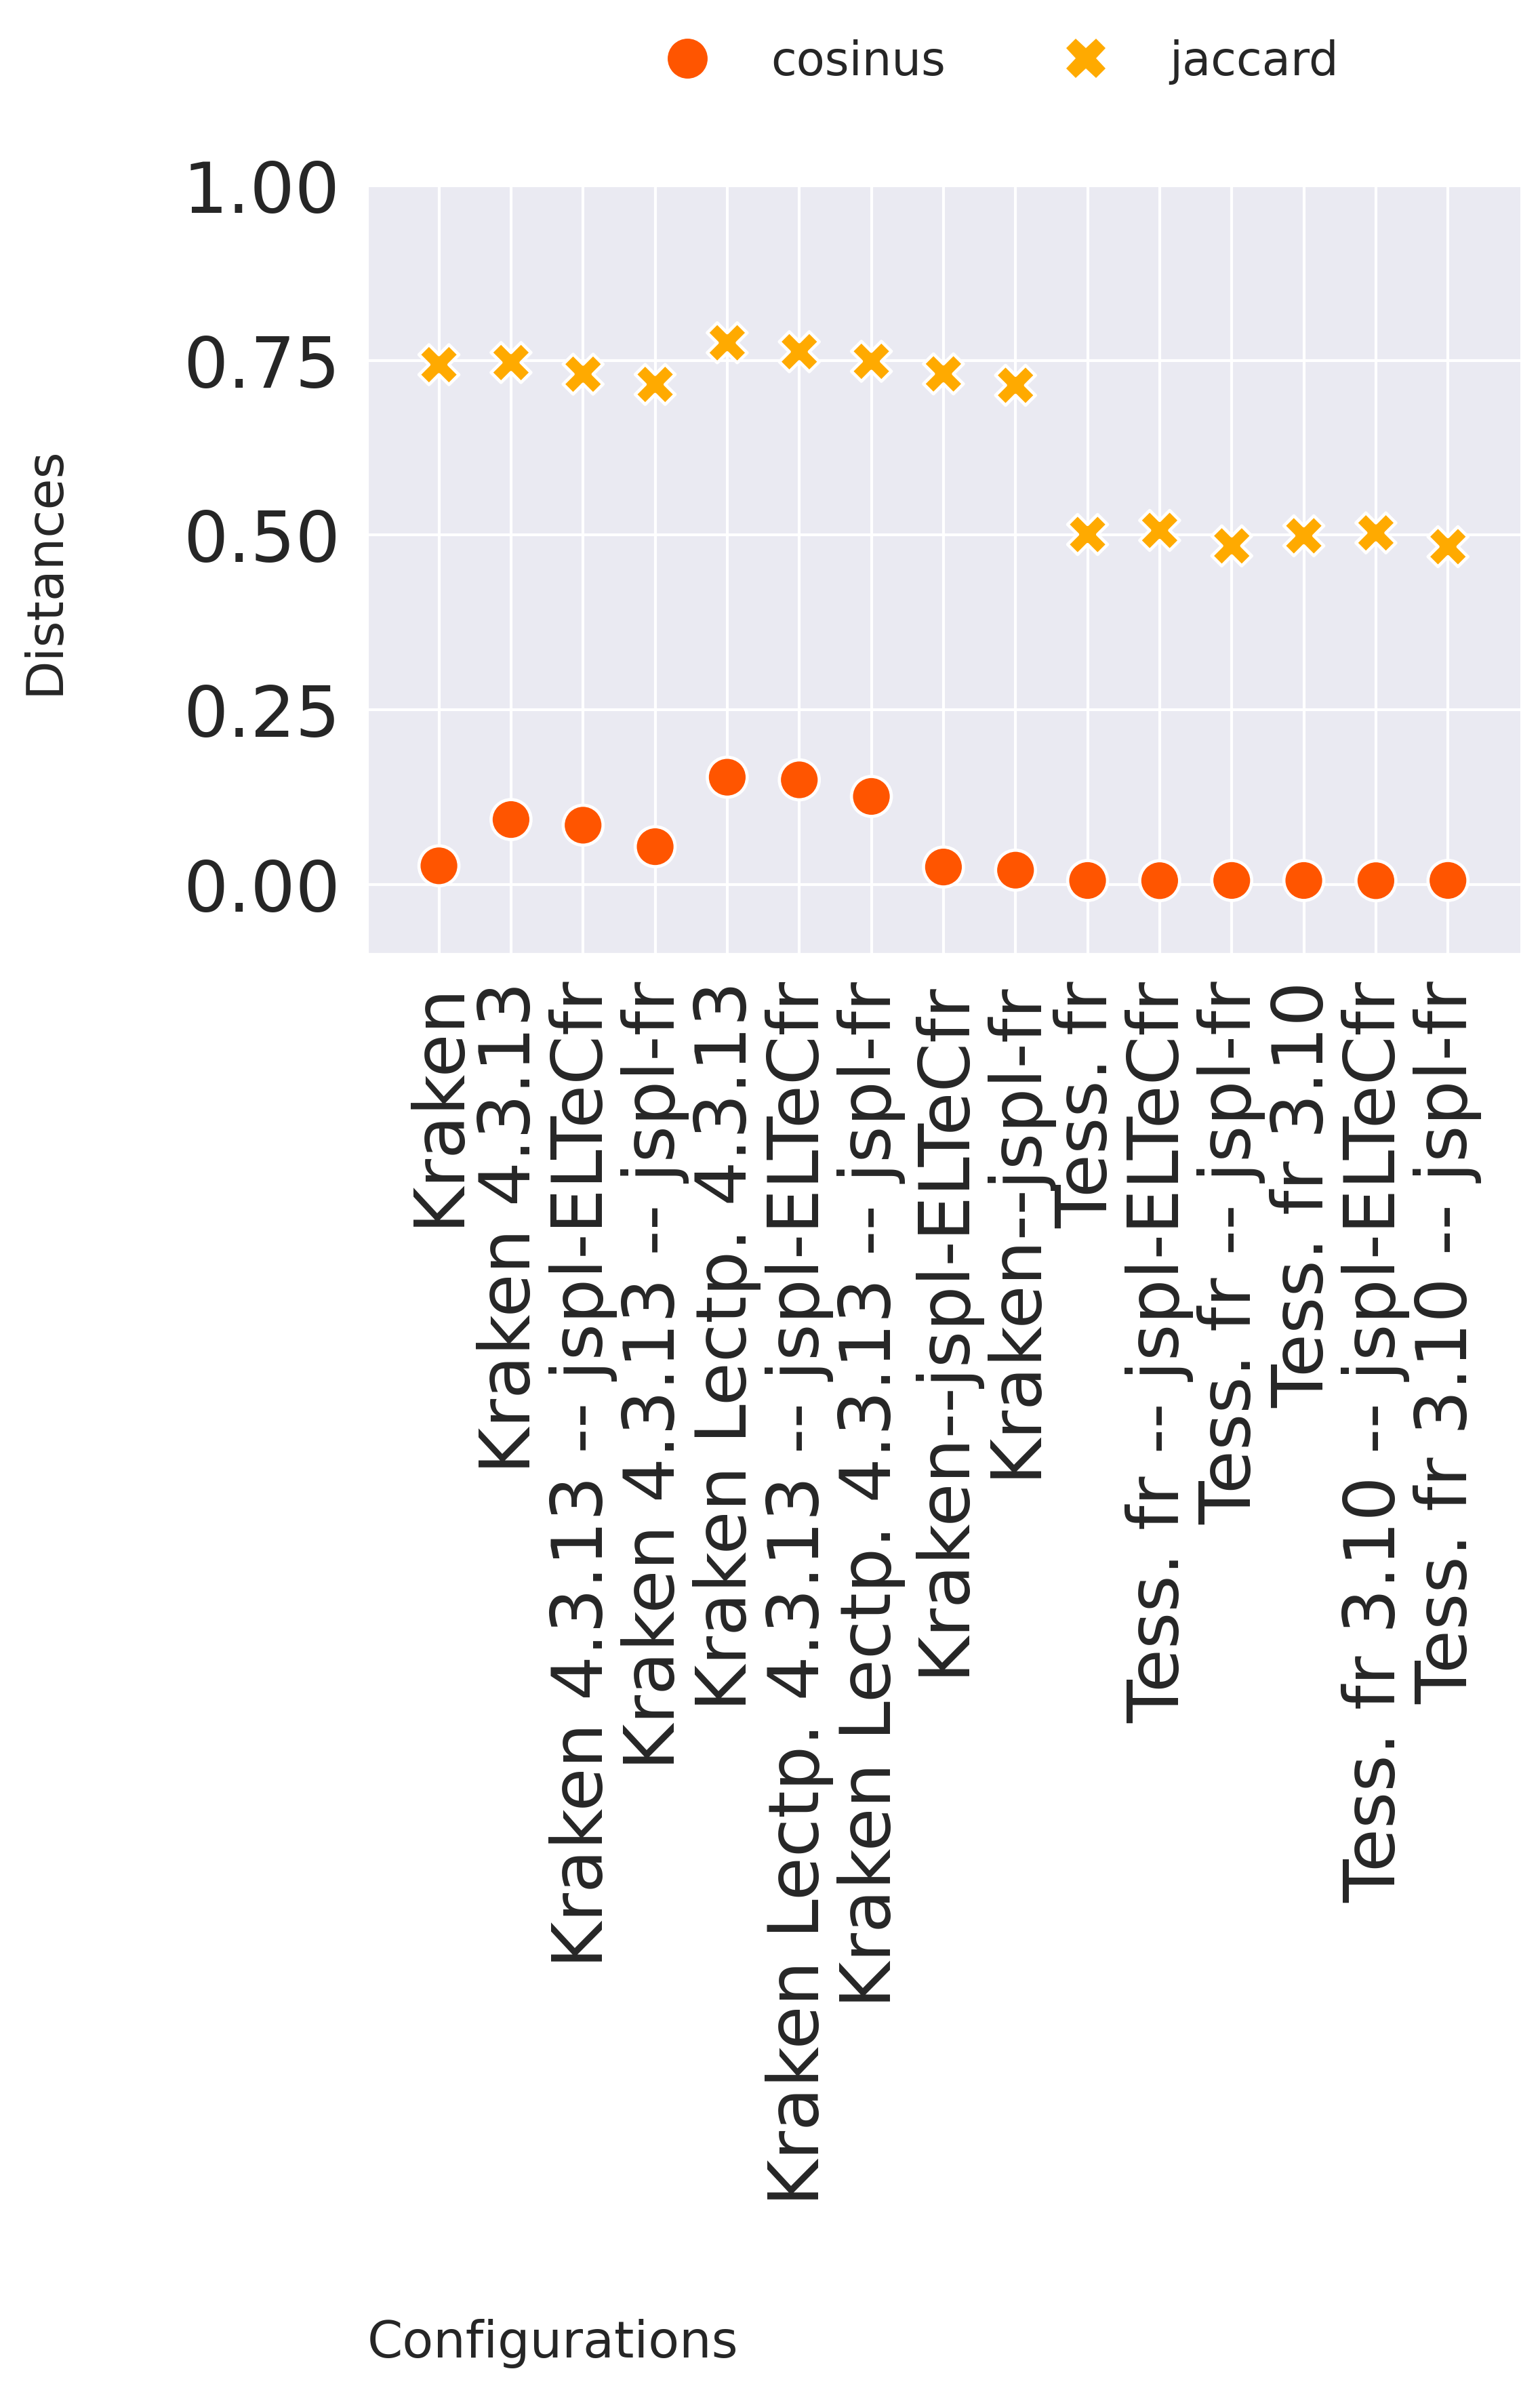 cosinus jaccard
1.00
0.75
0.50
0.25
0.00
Distances
Kraken
Kraken 4.3.13
Kraken 4.3.13 -- jspl-ELTeCfr
Kraken 4.3.13 -- jspl-fr
Kraken Lectp. 4.3.13
Kraken Lectp. 4.3.13 -- jspl-ELTeCfr
Kraken Lectp. 4.3.13 -- jspl-fr
Kraken--jspl-ELTeCfr
Kraken--jspl-fr
Tess. fr
Tess. fr -- jspl-ELTeCfr
Tess. fr -- jspl-fr
Tess. fr 3.10
Tess. fr 3.10 -- jspl-ELTeCfr
Tess. fr 3.10 -- jspl-fr
Configurations